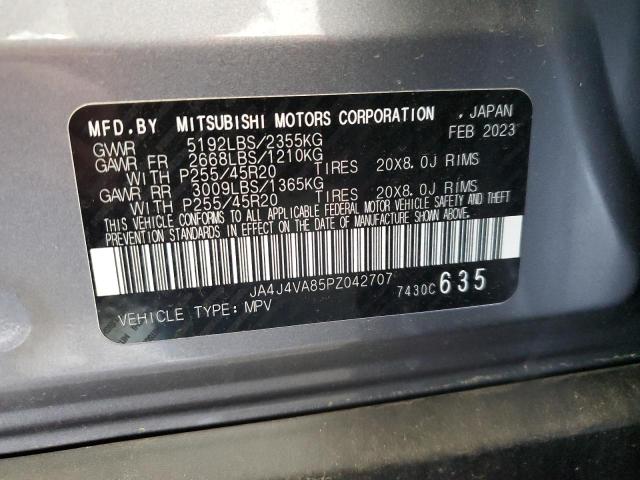 MFD.BY MITSUBISHI MOTORS CORPORATION , JAPAN
GVWR 5192LBS/2355KG FEB 2023
GAWR FR 2668LBS/1210KG
WITH P255/45R20 TIRES 20X8.0J RIMS
GAWR RR 3009LBS/1365KG
WITH P255/45R20 TIRES 20X8.0J RIMS
THIS VEHICLE CONFORMS TO ALL APPLICABLE FEDERAL MOTOR VEHICLE SAFETY AND THEFT
PREVENTION STANDARDS IN EFFECT ON THE DATE OF MANUFACTURE SHOWN ABOVE.
JA4J4VA85PZ042707 7430C 635
VEHICLE TYPE:MPV